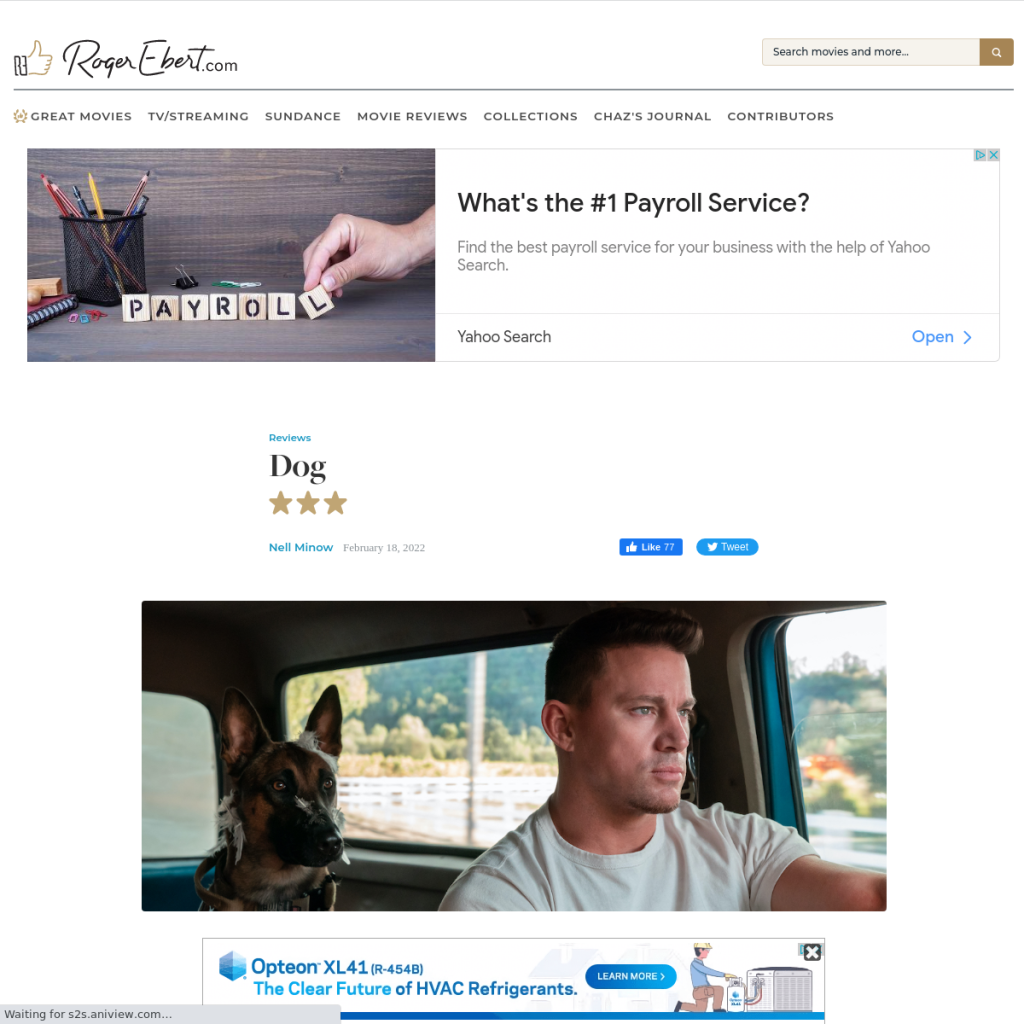 RogerEbert.com
Search movies and more...
GREAT MOVIES TV/STREAMING SUNDANCE MOVIE REVIEWS COLLECTIONS CHAZ'S JOURNAL CONTRIBUTORS
PAYROLL
What's the #1 Payroll Service?
Find the best payroll service for your business with the help of Yahoo
Search.
Yahoo Search
Open
Reviews
Dog
Nell Minow February 18, 2022
Like 77
Tweet
Opteon™ XL41 (R-454B)
The Clear Future of HVAC Refrigerants.
LEARN MORE >
Waiting for s2s.aniview.com...